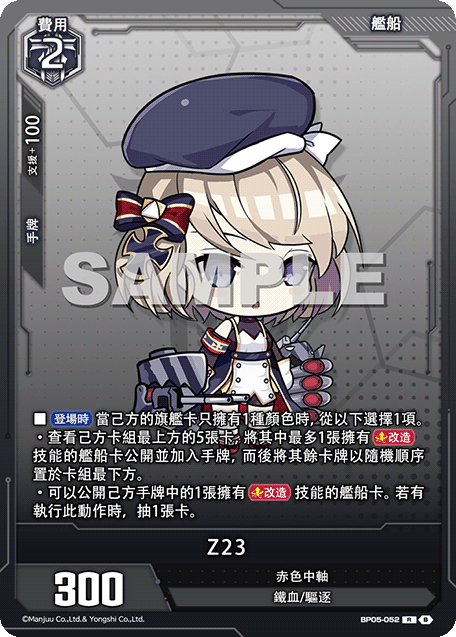 費用
2
艦船
支援+100
手牌
SAMPLE
■ 登場時 當己方的旗艦卡只擁有1種顏色時, 從以下選擇1項。
・查看己方卡組最上方的5張卡, 將其中最多1張擁有 改造
技能的艦船卡公開並加入手牌, 而後將其餘卡牌以隨機順序
置於卡組最下方。
・可以公開己方手牌中的1張擁有 改造 技能的艦船卡。若有
執行此動作時, 抽1張卡。
Z23
300
赤色中軸
鐵血/驅逐
©Manjuu Co.,Ltd.& Yongshi Co.,Ltd.
BP05-052 R B